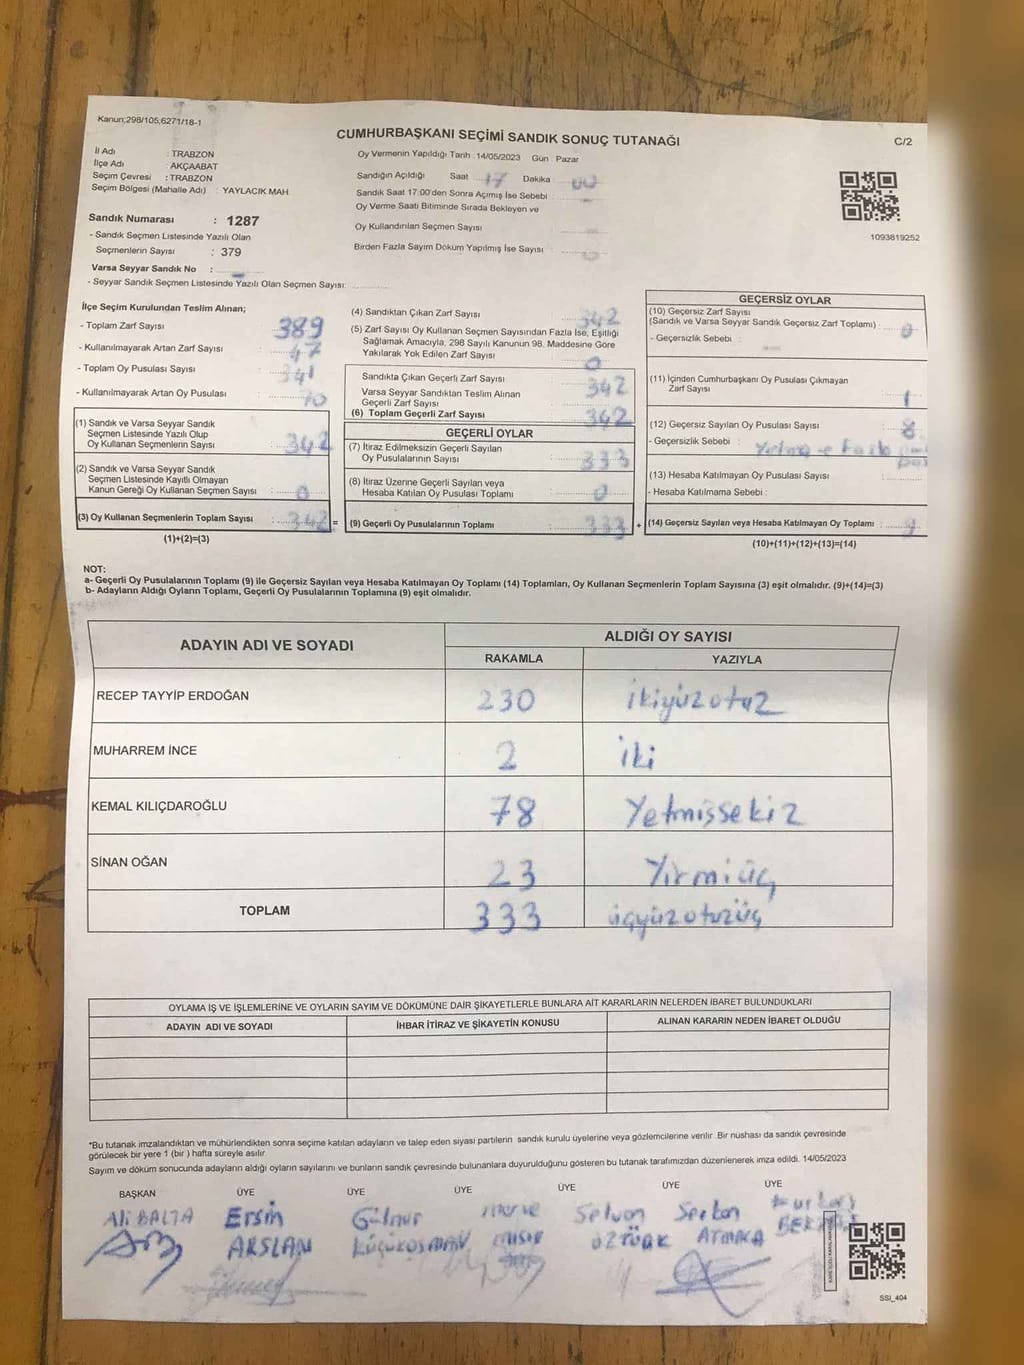 Kanun;298/105,6271/18-1
CUMHURBAŞKANI SEÇİMİ SANDIK SONUÇ TUTANAĞI
C/2
İl Adı : TRABZON
İlçe Adı : AKÇAABAT
Seçim Çevresi : TRABZON
Seçim Bölgesi (Mahalle Adı) : YAYLACIK MAH.
Sandık Numarası : 1287
- Sandık Seçmen Listesinde Yazılı Olan
Seçmenlerin Sayısı : 379
Varsa Seyyar Sandık No :
- Seyyar Sandık Seçmen Listesinde Yazılı Olan Seçmen Sayısı:
Oy Vermenin Yapıldığı Tarih : 14/05/2023 Gün Pazar
Sandığın Açıldığı Saat 17 Dakika 00
Sandık Saat 17:00'den Sonra Açımış İse Sebebi :
Oy Verme Saati Bitiminde Sırada Bekleyen ve
Oy Kullandırılan Seçmen Sayısı
Birden Fazla Sayım Döküm Yapılmış İse Sayısı :
1093819252
İlçe Seçim Kurulundan Teslim Alınan;
- Toplam Zarf Sayısı : 389
- Kullanılmayarak Artan Zarf Sayısı : 47
- Toplam Oy Pusulası Sayısı : 341
- Kullanılmayarak Artan Oy Pusulası :
(1) Sandık ve Varsa Seyyar Sandık
Seçmen Listesinde Yazılı Olup
Oy Kullanan Seçmenlerin Sayısı : 342
(2) Sandık ve Varsa Seyyar Sandık
Seçmen Listesinde Kayıtlı Olmayan
Kanun Gereği Oy Kullanan Seçmen Sayısı : 0
(3) Oy Kullanan Seçmenlerin Toplam Sayısı : 342 =
(1)+(2)=(3)
(4) Sandıktan Çıkan Zarf Sayısı : 342
(5) Zarf Sayısı Oy Kullanan Seçmen Sayısından Fazla İse, Eşitliği
Sağlamak Amacıyla, 298 Sayılı Kanunun 98. Maddesine Göre
Yakılarak Yok Edilen Zarf Sayısı : 0
Sandıkta Çıkan Geçerli Zarf Sayısı : 342
Varsa Seyyar Sandıktan Teslim Alınan
Geçerli Zarf Sayısı :
(6) Toplam Geçerli Zarf Sayısı : 342
GEÇERLİ OYLAR
(7) İtiraz Edilmeksizin Geçerli Sayılan
Oy Pusulalarının Sayısı : 333
(8) İtiraz Üzerine Geçerli Sayılan veya
Hesaba Katılan Oy Pusulası Toplamı : 0
(9) Geçerli Oy Pusulalarının Toplamı : 333 +
GEÇERSİZ OYLAR
(10) Geçersiz Zarf Sayısı
(Sandık ve Varsa Seyyar Sandık Geçersiz Zarf Toplamı) : 0
- Geçersizlik Sebebi :
(11) İçinden Cumhurbaşkanı Oy Pusulası Çıkmayan
Zarf Sayısı : 1
(12) Geçersiz Sayılan Oy Pusulası Sayısı : 8
- Geçersizlik Sebebi :
(13) Hesaba Katılmayan Oy Pusulası Sayısı :
- Hesaba Katılmama Sebebi :
(14) Geçersiz Sayılan veya Hesaba Katılmayan Oy Toplamı : 9
(10)+(11)+(12)+(13)=(14)
NOT:
a- Geçerli Oy Pusulalarının Toplamı (9) ile Geçersiz Sayılan veya Hesaba Katılmayan Oy Toplamı (14) Toplamları, Oy Kullanan Seçmenlerin Toplam Sayısına (3) eşit olmalıdır. (9)+(14)=(3)
b- Adayların Aldığı Oyların Toplamı, Geçerli Oy Pusulalarının Toplamına (9) eşit olmalıdır.
ADAYIN ADI VE SOYADI
ALDIĞI OY SAYISI
RAKAMLA YAZIYLA
RECEP TAYYİP ERDOĞAN 230 ikiyüzotuz
MUHARREM İNCE 2 iki
KEMAL KILIÇDAROĞLU 78 Yetmişsekiz
SİNAN OĞAN 23 Yirmiüç
TOPLAM 333 üçyüzotuzüç
OYLAMA İŞ VE İŞLEMLERİNE VE OYLARIN SAYIM VE DÖKÜMÜNE DAİR ŞİKAYETLERLE BUNLARA AİT KARARLARIN NELERDEN İBARET BULUNDUKLARI
ADAYIN ADI VE SOYADI İHBAR İTİRAZ VE ŞİKAYETİN KONUSU ALINAN KARARIN NEDEN İBARET OLDUĞU
*Bu tutanak imzalandıktan ve mühürlendikten sonra seçime katılan adayların ve talep eden siyasi partilerin sandık kurulu üyelerine veya gözlemcilerine verilir. Bir nüshası da sandık çevresinde
görülecek bir yere 1 (bir) hafta süreyle asılır.
Sayım ve döküm sonucunda adayların aldığı oyların sayılarını ve bunların sandık çevresinde bulunanlara duyurulduğunu gösteren bu tutanak tarafımızdan düzenlenerek imza edildi. 14/05/2023
BAŞKAN ÜYE ÜYE ÜYE ÜYE ÜYE ÜYE
Ali BALTA Ersin Gülnur Merve Selvan Serkan
ARSLAN KÜÇÜKOSMAN MISIR ÖZTÜRK ATMACA
SSI_404